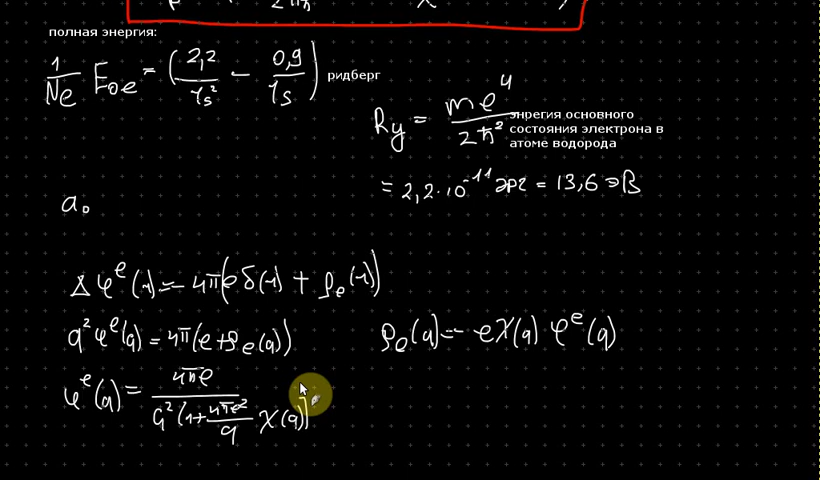 2πħ
полная энергия:
1/Ne E₀e = (2,2/rs² − 0,9/rs) ридберг
Ry = me⁴/2ħ² энрегия основного
состояния электрона в
атоме водорода
= 2,2·10⁻¹¹ эрг = 13,6 эВ
a₀
Δφᵉ(r) = 4π(eδ(r) + ρe(r))
q²φᵉ(q) = 4π(e+ρe(q)) ρe(q) = −eχ(q) φᵉ(q)
φᵉ(q) = 4πe/q²(1+4πe²/q χ(q))